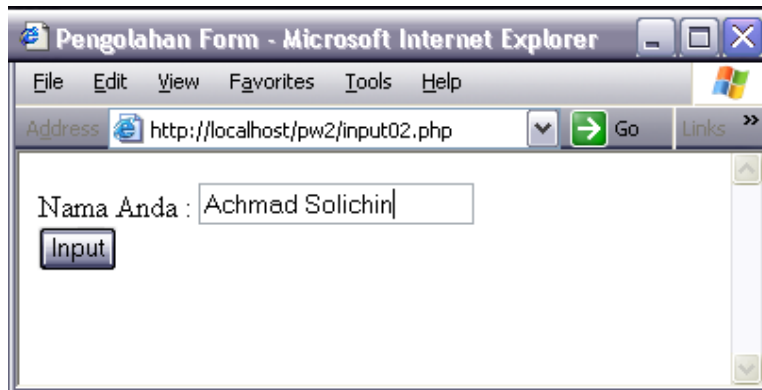 Pengolahan Form - Microsoft Internet Explorer
File Edit View Favorites Tools Help
Address http://localhost/pw2/input02.php Go Links »
Nama Anda : Achmad Solichin
Input